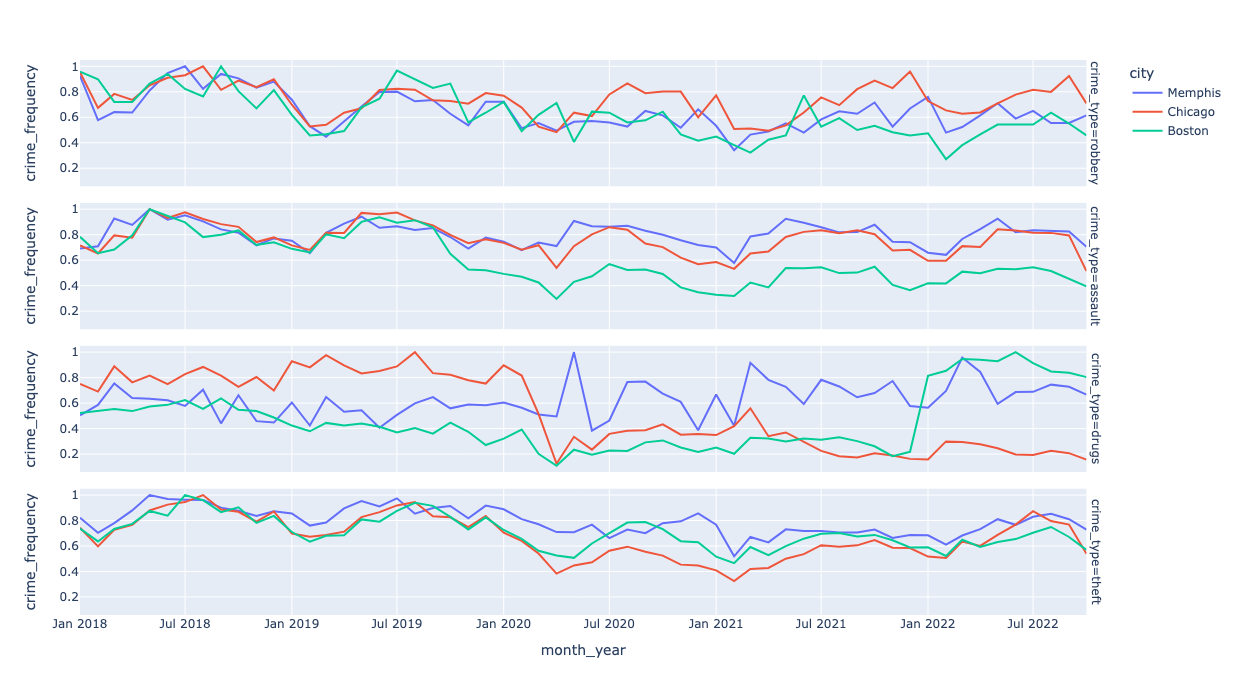 city
Memphis
Chicago
Boston
crime_frequency
1
0.8
0.6
0.4
0.2
crime_type=robbery
crime_frequency
1
0.8
0.6
0.4
0.2
crime_type=assault
crime_frequency
1
0.8
0.6
0.4
0.2
crime_type=drugs
crime_frequency
1
0.8
0.6
0.4
0.2
crime_type=theft
Jan 2018 Jul 2018 Jan 2019 Jul 2019 Jan 2020 Jul 2020 Jan 2021 Jul 2021 Jan 2022 Jul 2022
month_year